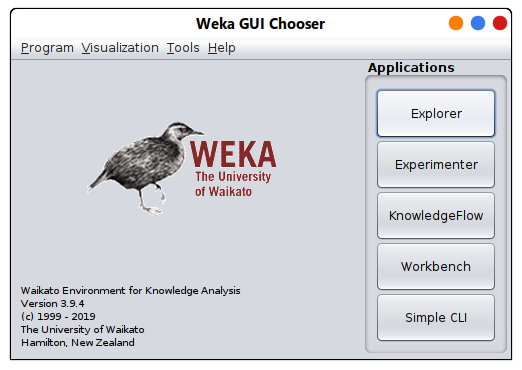 Weka GUI Chooser
Program Visualization Tools Help
Applications
Explorer
Experimenter
KnowledgeFlow
Workbench
Simple CLI
WEKA
The University
of Waikato
Waikato Environment for Knowledge Analysis
Version 3.9.4
(c) 1999 - 2019
The University of Waikato
Hamilton, New Zealand